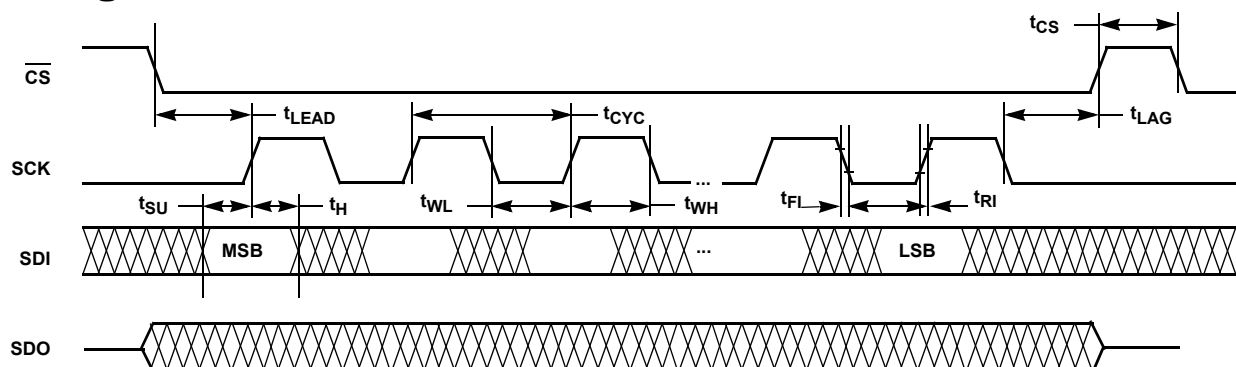 tCS
CS
tLEAD
tCYC
tLAG
SCK
...
tSU
tH
tWL
tWH
tFI
tRI
SDI
MSB
...
LSB
SDO